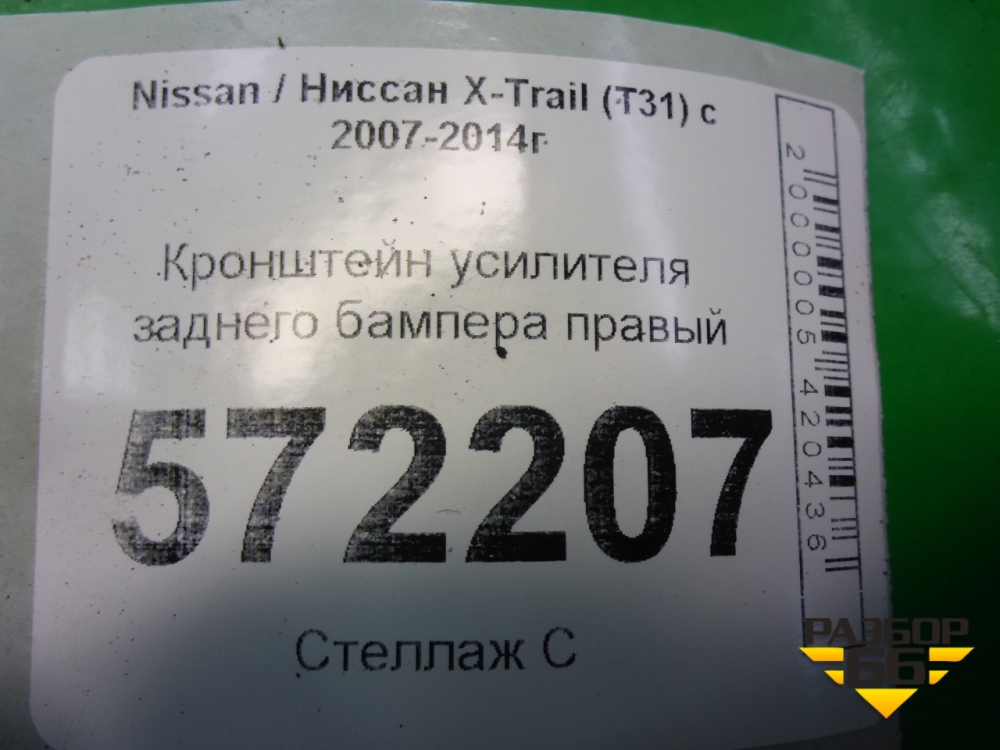 Nissan / Ниссан X-Trail (T31) с
2007-2014г
Кронштейн усилителя
заднего бампера правый
572207
Стеллаж С
2000005420436
РАЗБОР
66